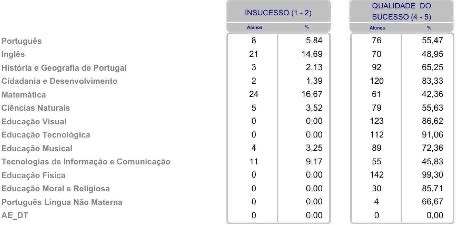 INSUCESSO (1 - 2) QUALIDADE DO SUCESSO (4 - 5)
Alunos % Alunos %
Português 8 5.84 76 55,47
Inglês 21 14.69 70 48,95
História e Geografia de Portugal 3 2.13 92 65,25
Cidadania e Desenvolvimento 2 1.39 120 83,33
Matemática 24 16,67 61 42,36
Ciências Naturais 5 3,52 79 55,63
Educação Visual 0 0.00 123 86,62
Educação Tecnológica 0 0.00 112 91,06
Educação Musical 4 3,25 89 72,36
Tecnologias de Informação e Comunicação 11 9.17 55 45,83
Educação Física 0 0.00 142 99,30
Educação Moral e Religiosa 0 0.00 30 85,71
Português Língua Não Materna 0 0.00 4 66,67
AE_DT 0 0.00 0 0,00